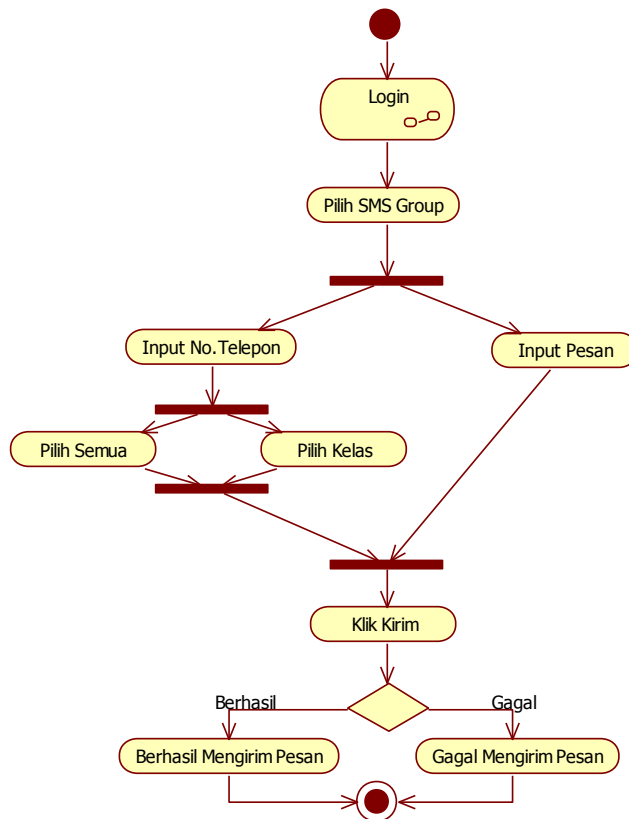 Login
Pilih SMS Group
Input No.Telepon
Input Pesan
Pilih Semua
Pilih Kelas
Klik Kirim
Berhasil
Gagal
Berhasil Mengirim Pesan
Gagal Mengirim Pesan